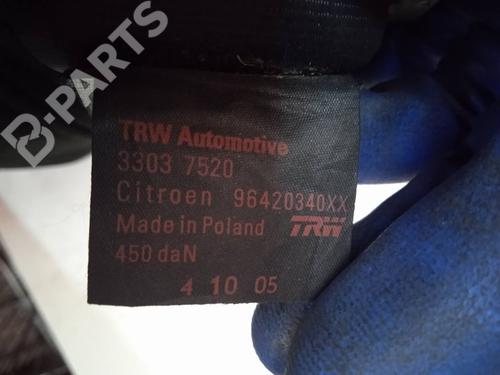 B-PARTS
TRW Automotive
3303 7520
Citroen 96420340XX
Made in Poland TRW
450 daN
4 10 05